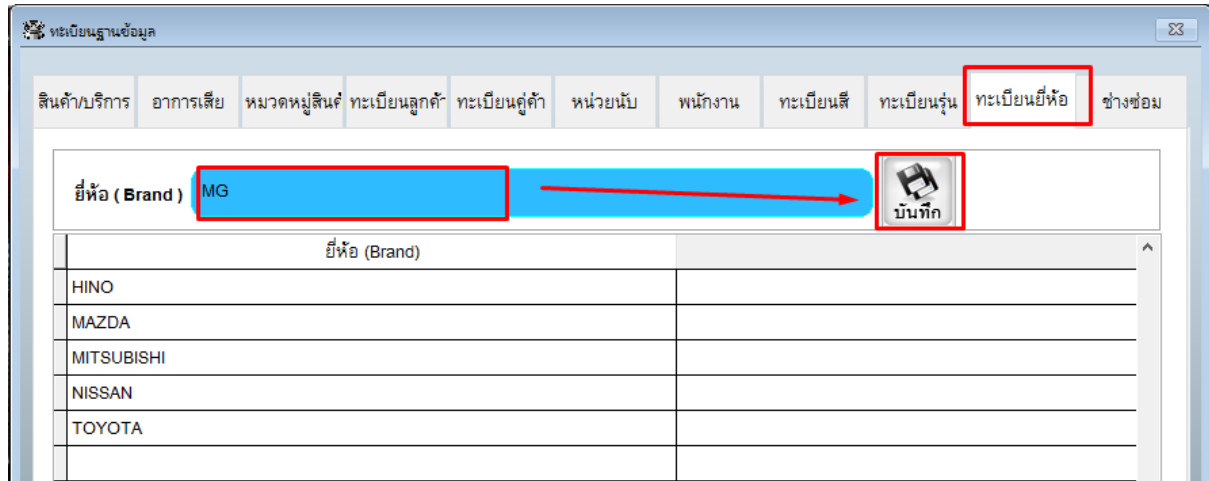 ทะเบียนฐานข้อมูล
สินค้า/บริการ อาการเสีย หมวดหมู่สินค้ ทะเบียนลูกค้า ทะเบียนคู่ค้า หน่วยนับ พนักงาน ทะเบียนสี ทะเบียนรุ่น ทะเบียนยี่ห้อ ช่างซ่อม
ยี่ห้อ ( Brand ) MG บันทึก
ยี่ห้อ (Brand)
HINO
MAZDA
MITSUBISHI
NISSAN
TOYOTA